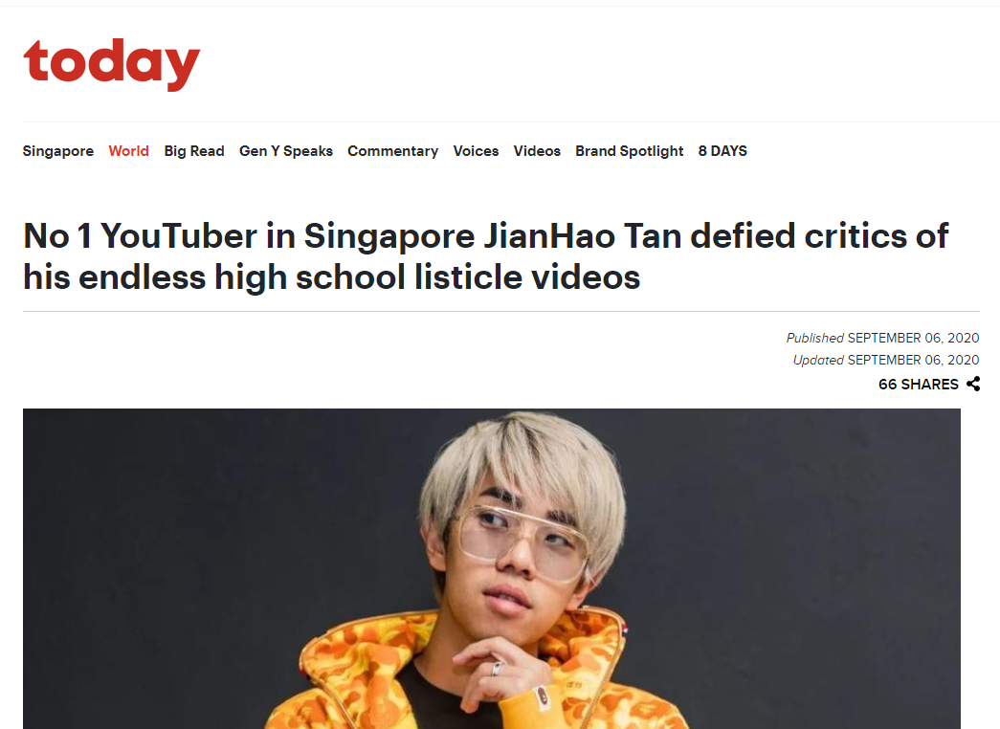 today
Singapore World Big Read Gen Y Speaks Commentary Voices Videos Brand Spotlight 8 DAYS
No 1 YouTuber in Singapore JianHao Tan defied critics of
his endless high school listicle videos
Published SEPTEMBER 06, 2020
Updated SEPTEMBER 06, 2020
66 SHARES